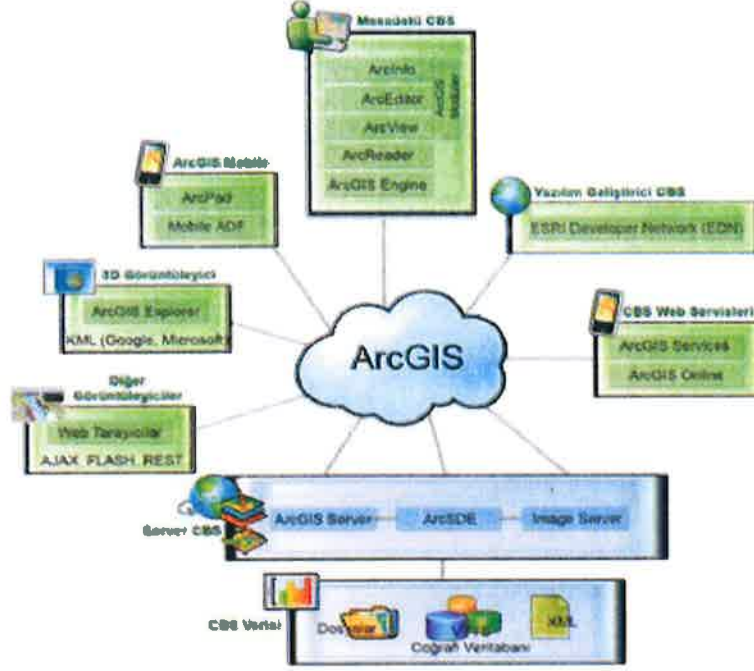 Masaüstü CBS
ArcInfo
ArcEditor
ArcView
ArcReader
ArcGIS Engine
ArcGIS
ArcGIS Mobile
ArcPad
Mobile ADF
Yazılım Geliştirici CBS
ESRI Developer Network (EDN)
3D Görüntüleyici
ArcGIS Explorer
KML (Google, Microsoft)
CBS Web Servisleri
ArcGIS Services
ArcGIS Online
ArcGIS
Diğer
Görüntüleyiciler
Web Tarayıcılar
AJAX FLASH REST
Server CBS
ArcGIS Server
ArcSDE
Image Server
CBS Verisi
Dosyalar
XML
Coğrafi Veritabanı